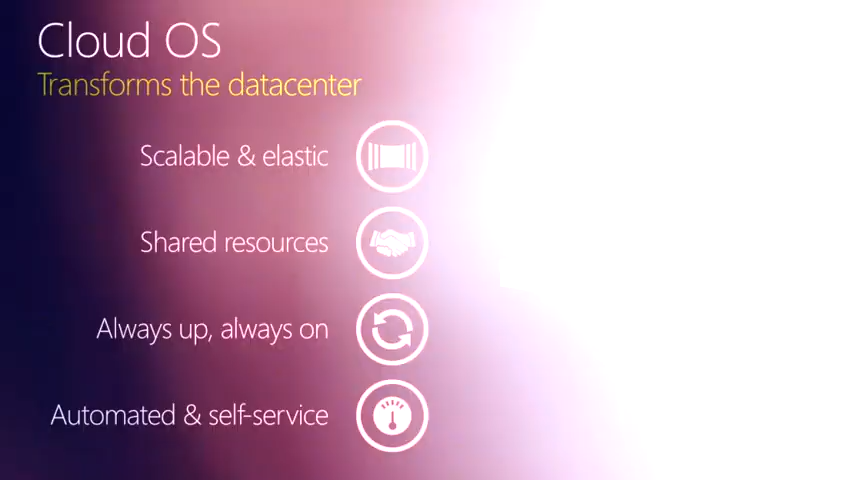 Cloud OS
Transforms the datacenter
Scalable & elastic
Shared resources
Always up, always on
Automated & self-service